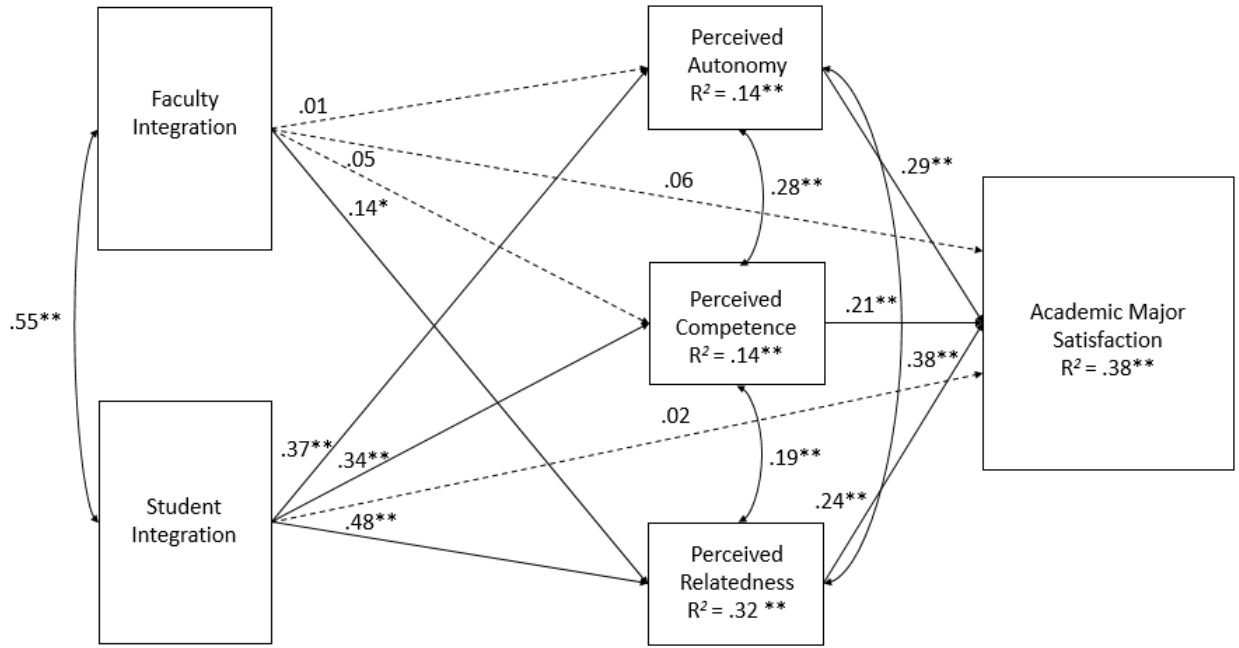 Faculty
Integration
.55**
Student
Integration
.01
.05
.14*
.06
.37**
.34**
.02
.48**
Perceived
Autonomy
R² = .14**
.28**
Perceived
Competence
R² = .14**
.19**
Perceived
Relatedness
R² = .32 **
.29**
.21**
.38**
.24**
Academic Major
Satisfaction
R² = .38**